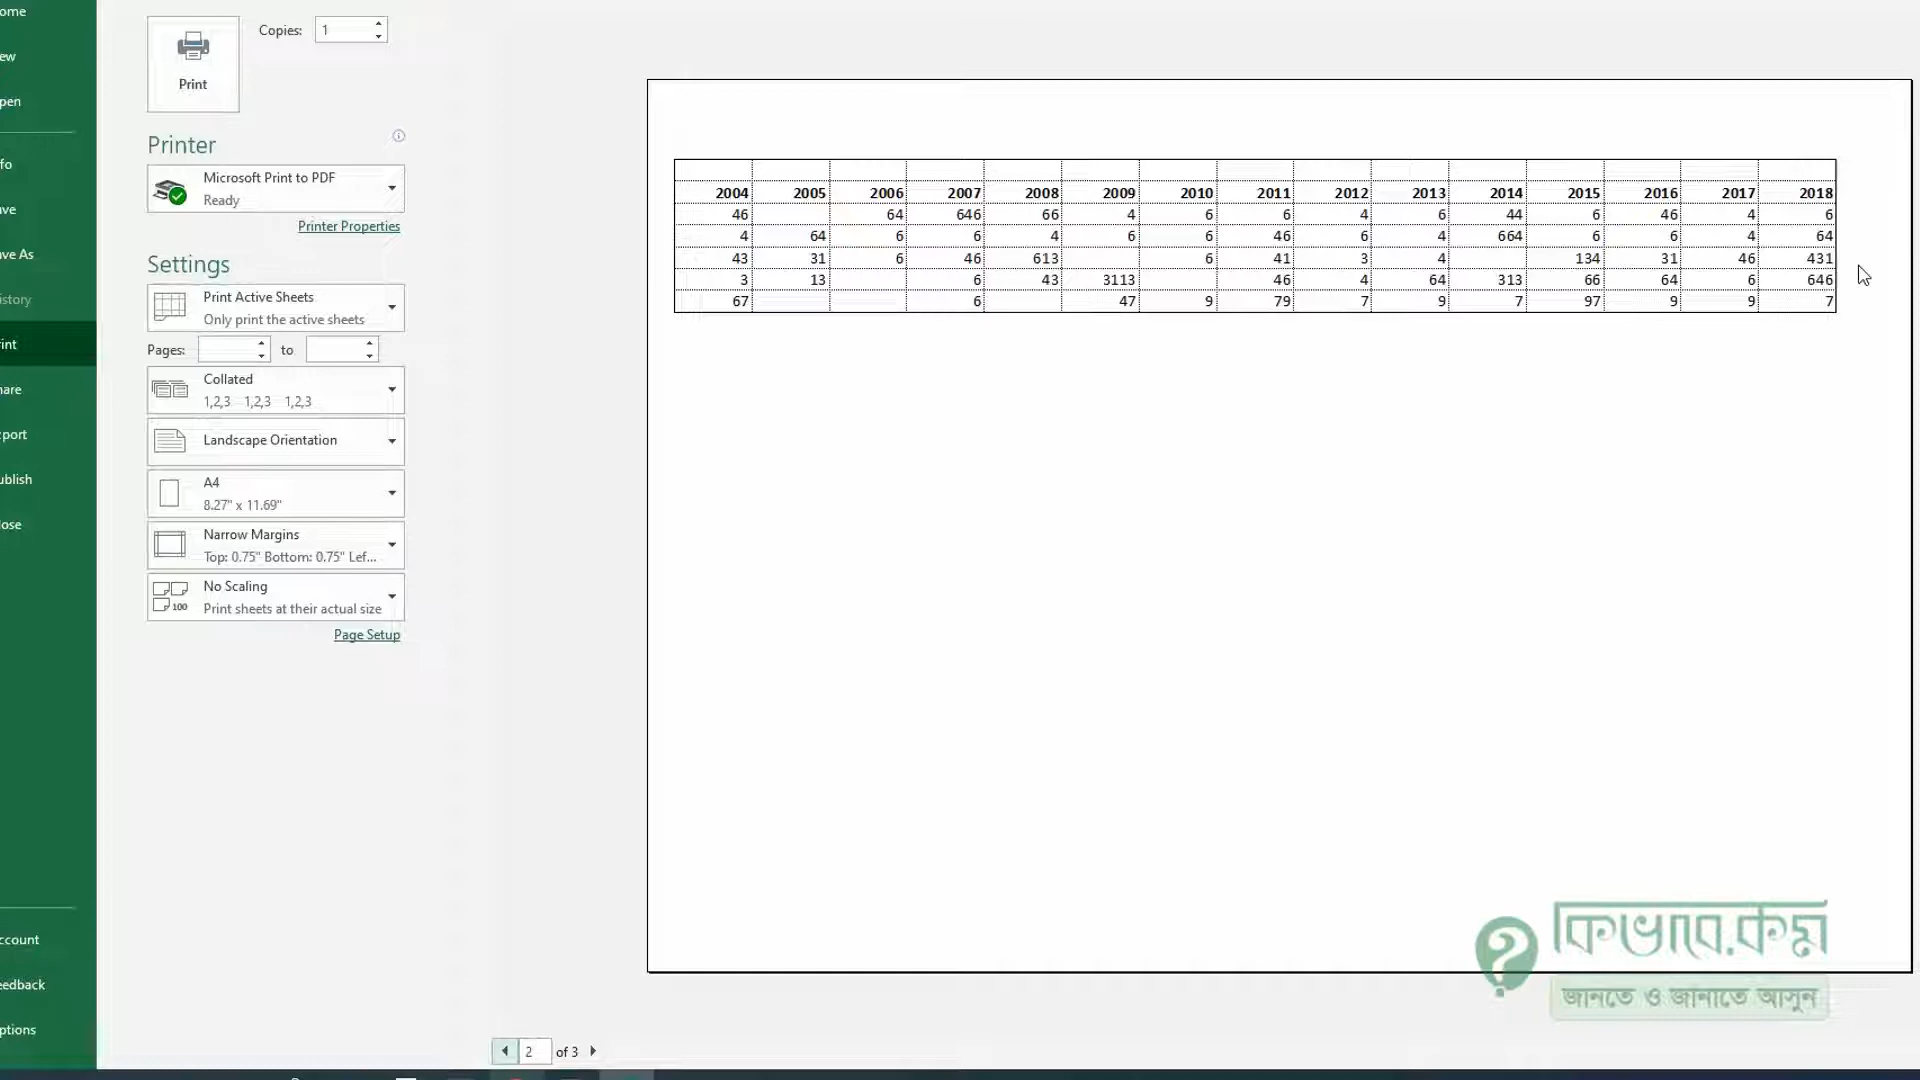 ome
ew
pen
fo
ve
ve As
istory
int
hare
port
ublish
lose
ccount
eedback
ptions
Print
Copies: 1
Printer
Microsoft Print to PDF
Ready
Printer Properties
Settings
Print Active Sheets
Only print the active sheets
Pages: to
Collated
1,2,3 1,2,3 1,2,3
Landscape Orientation
A4
8.27" x 11.69"
Narrow Margins
Top: 0.75" Bottom: 0.75" Lef...
No Scaling
Print sheets at their actual size
100
Page Setup
2004 2005 2006 2007 2008 2009 2010 2011 2012 2013 2014 2015 2016 2017 2018
46 64 646 66 4 6 6 4 6 44 6 46 4 6
4 64 6 6 4 6 6 46 6 4 664 6 6 4 64
43 31 6 46 613 6 41 3 4 134 31 46 431
3 13 6 43 3113 46 4 64 313 66 64 6 646
67 6 47 9 79 7 9 7 97 9 9 7
2 of 3
?
কিভাবে.কম
জানতে ও জানাতে আসুন